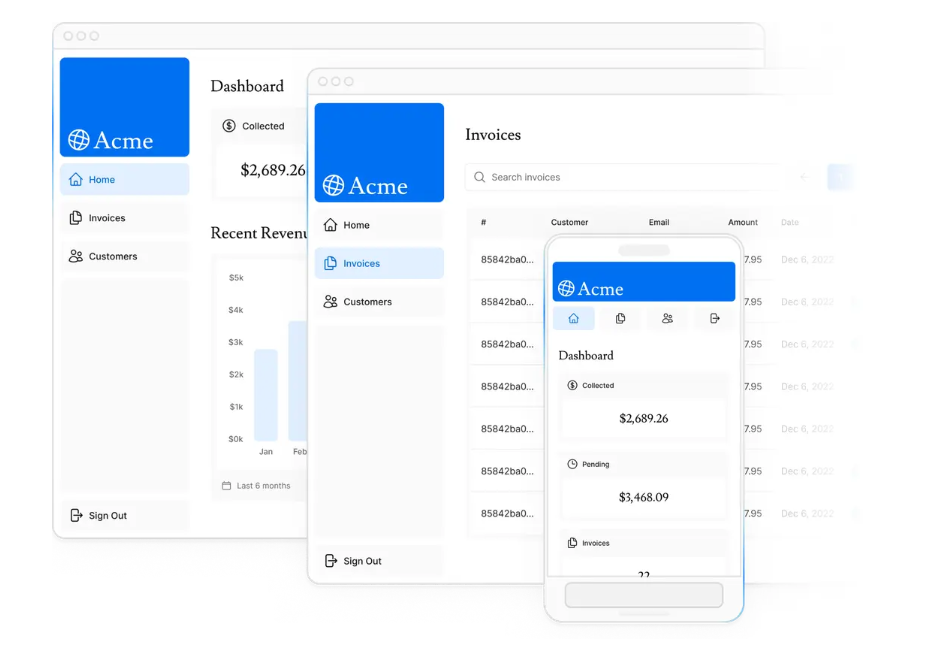 Acme
Home
Invoices
Customers
Sign Out
Dashboard
Collected
$2,689.26
Recent
$5k
$4k
$3k
$2k
$1k
$0k
Jan
Feb
Last 6 months
Acme
Home
Invoices
Customers
Sign Out
Invoices
Search invoices
# Customer Email Amount Date
85842ba0... 7.95 Dec 6, 2022
85842ba0... 7.95 Dec 6, 2022
85842ba0... 7.95 Dec 6, 2022
85842ba0... 7.95 Dec 6, 2022
85842ba0... 7.95 Dec 6, 2022
85842ba0... 7.95 Dec 6, 2022
85842ba0... 7.95 Dec 6, 2022
Acme
Dashboard
Collected
$2,689.26
Pending
$3,468.09
Invoices
22